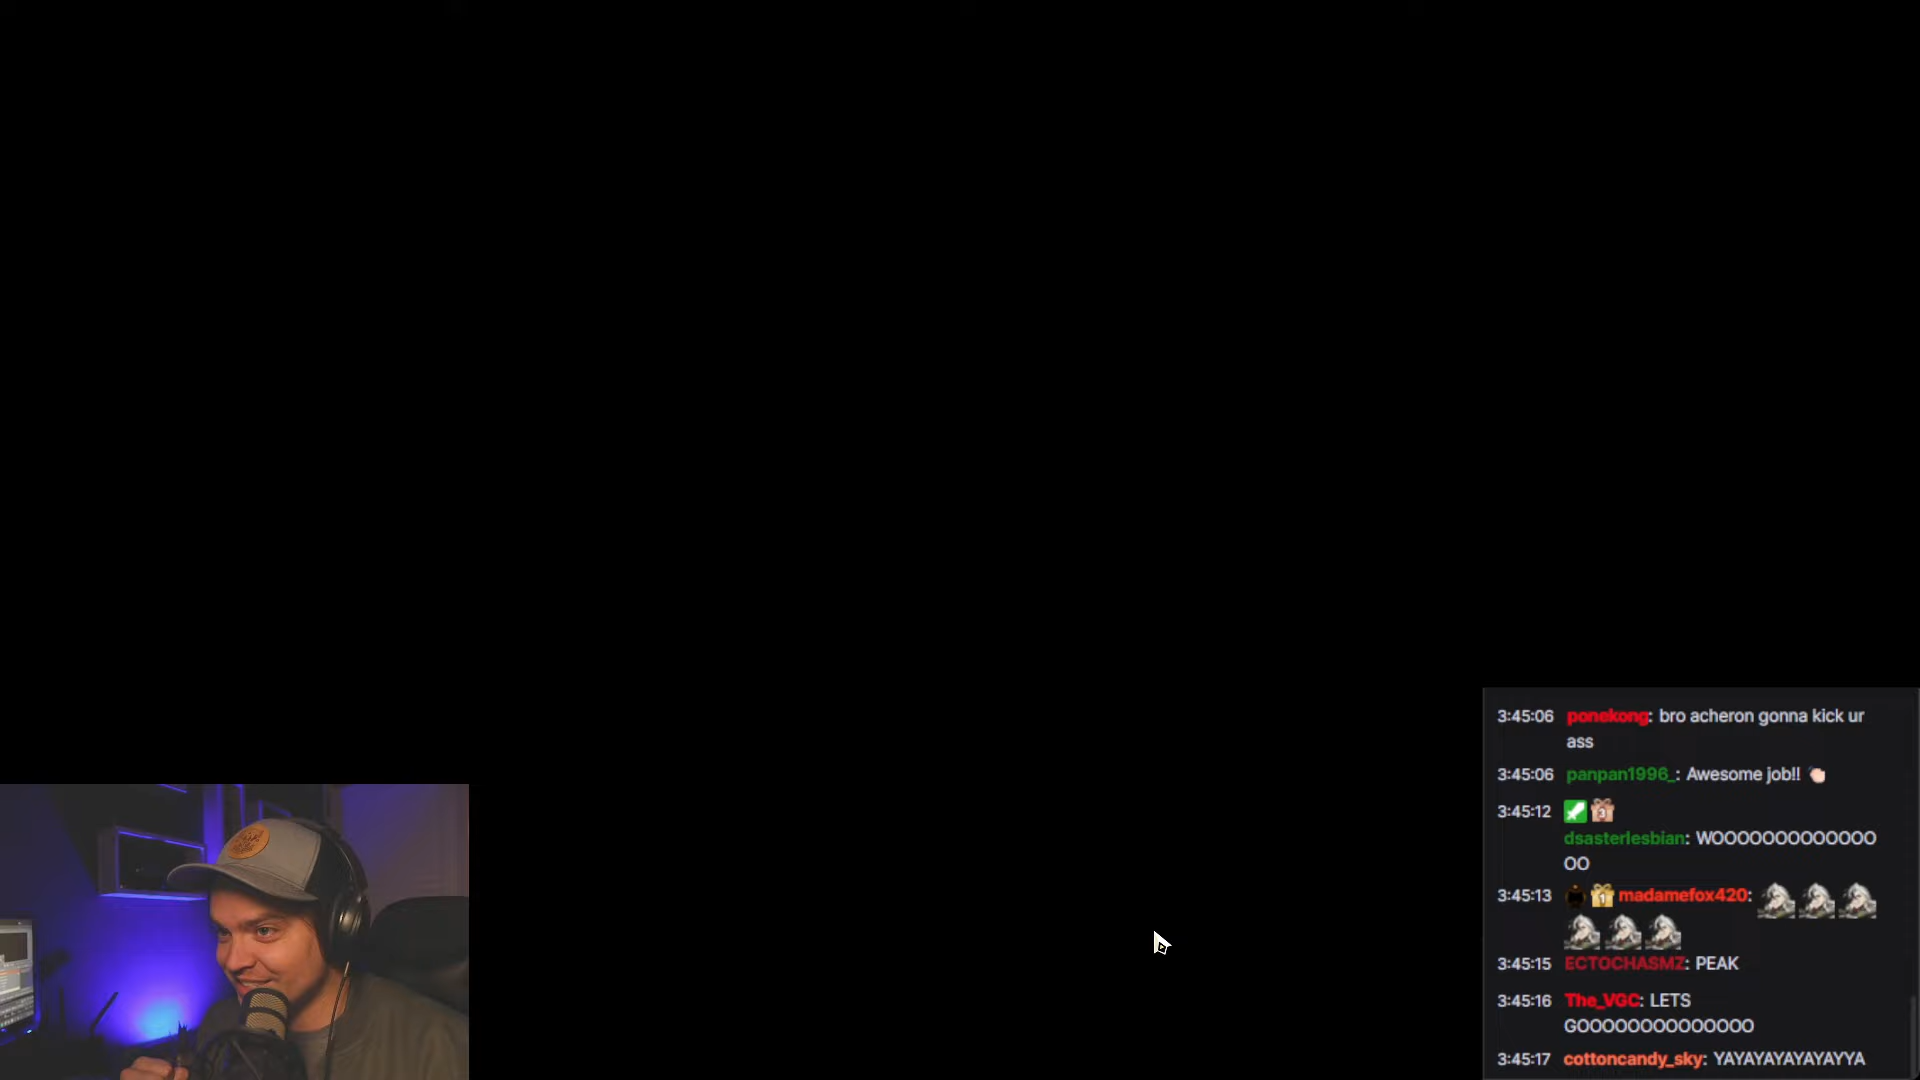 3:45:06 ponekong: bro acheron gonna kick ur
ass
3:45:06 panpan1996_: Awesome job!!
3:45:12 3
dsasterlesbian: WOOOOOOOOOOOOO
OO
3:45:13 1 madamefox420:
3:45:15 ECTOCHASMZ: PEAK
3:45:16 The_VGC: LETS
GOOOOOOOOOOOOOO
3:45:17 cottoncandy_sky: YAYAYAYAYAYAYYA